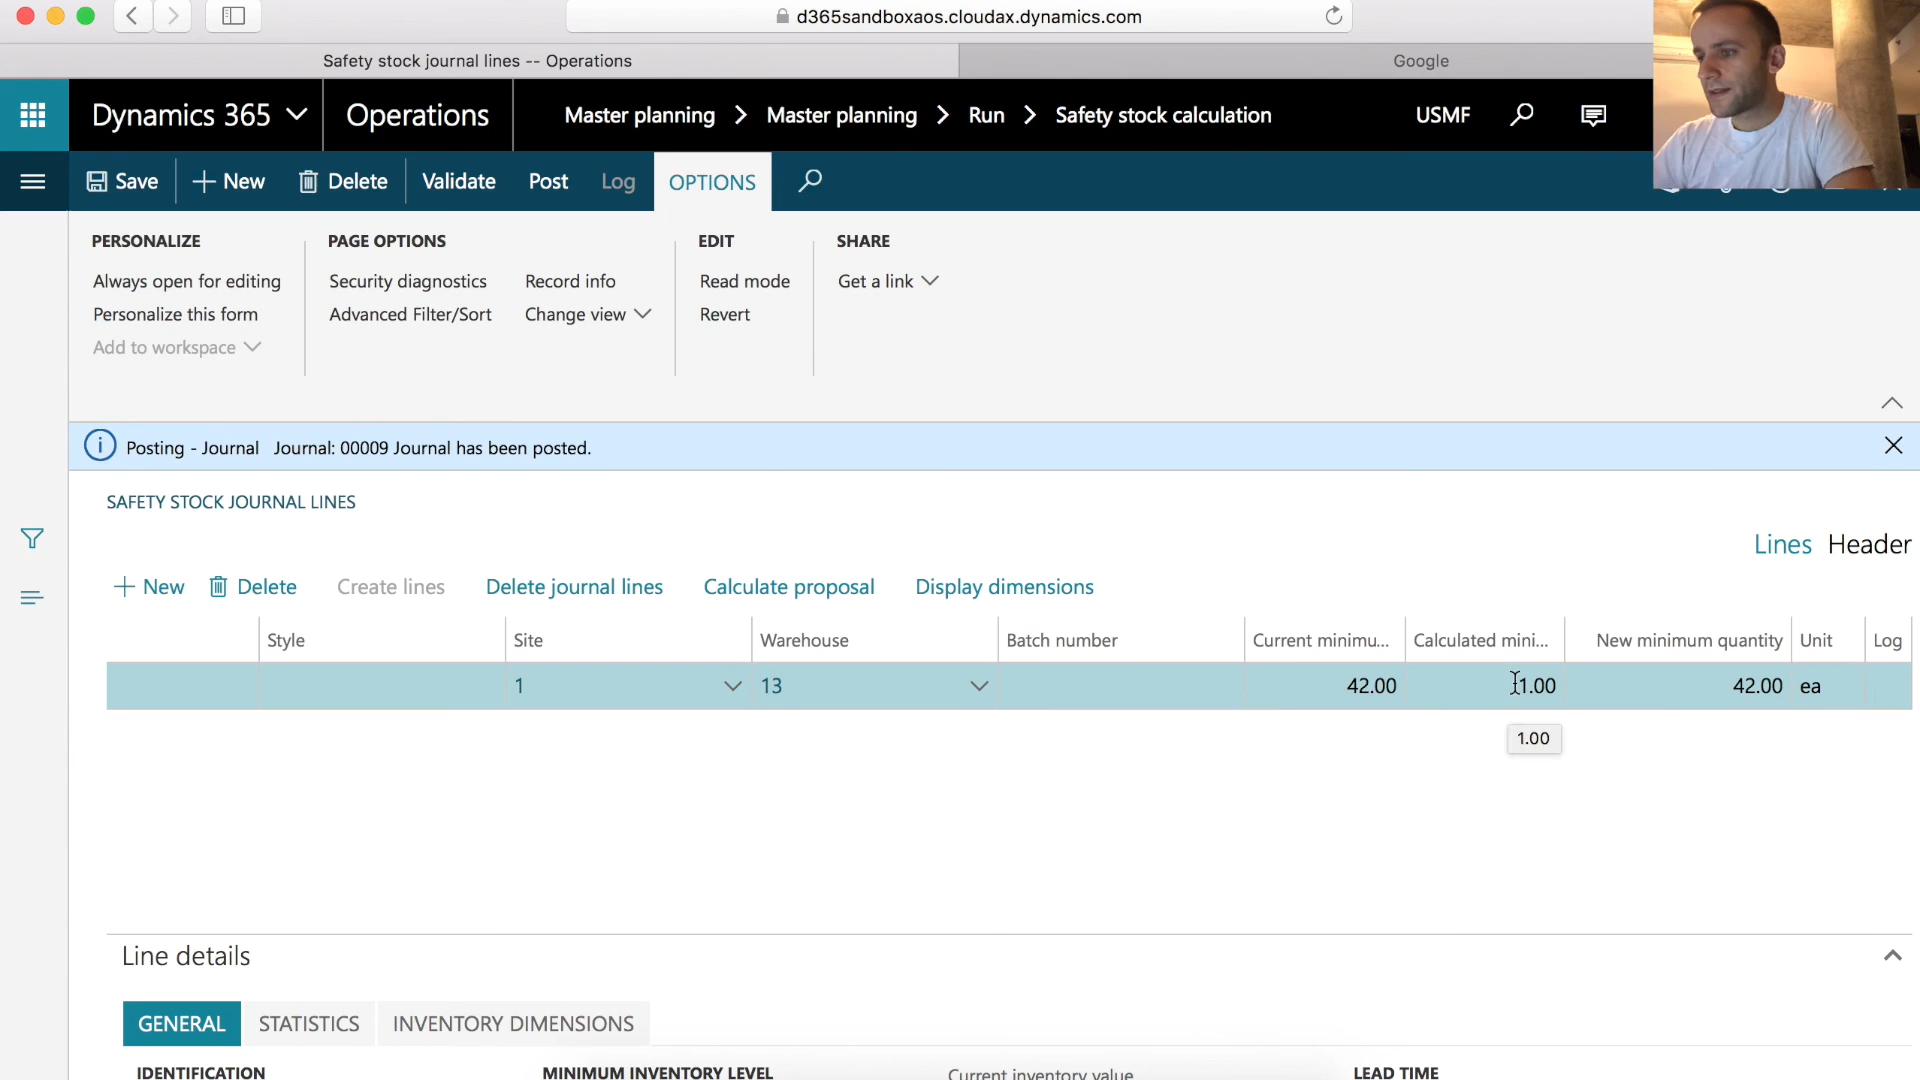 d365sandboxaos.cloudax.dynamics.com
Safety stock journal lines -- Operations
Google
Dynamics 365
Operations
Master planning
Master planning
Run
Safety stock calculation
USMF
Save
New
Delete
Validate
Post
Log
OPTIONS
PERSONALIZE
Always open for editing
Personalize this form
Add to workspace
PAGE OPTIONS
Security diagnostics
Record info
Advanced Filter/Sort
Change view
EDIT
Read mode
Revert
SHARE
Get a link
Posting - Journal Journal: 00009 Journal has been posted.
SAFETY STOCK JOURNAL LINES
Lines Header
New Delete Create lines Delete journal lines Calculate proposal Display dimensions
Style Site Warehouse Batch number Current minimu... Calculated mini... New minimum quantity Unit Log
1 13 42.00 1.00 42.00 ea
1.00
Line details
GENERAL STATISTICS INVENTORY DIMENSIONS
IDENTIFICATION MINIMUM INVENTORY LEVEL Current inventory value LEAD TIME